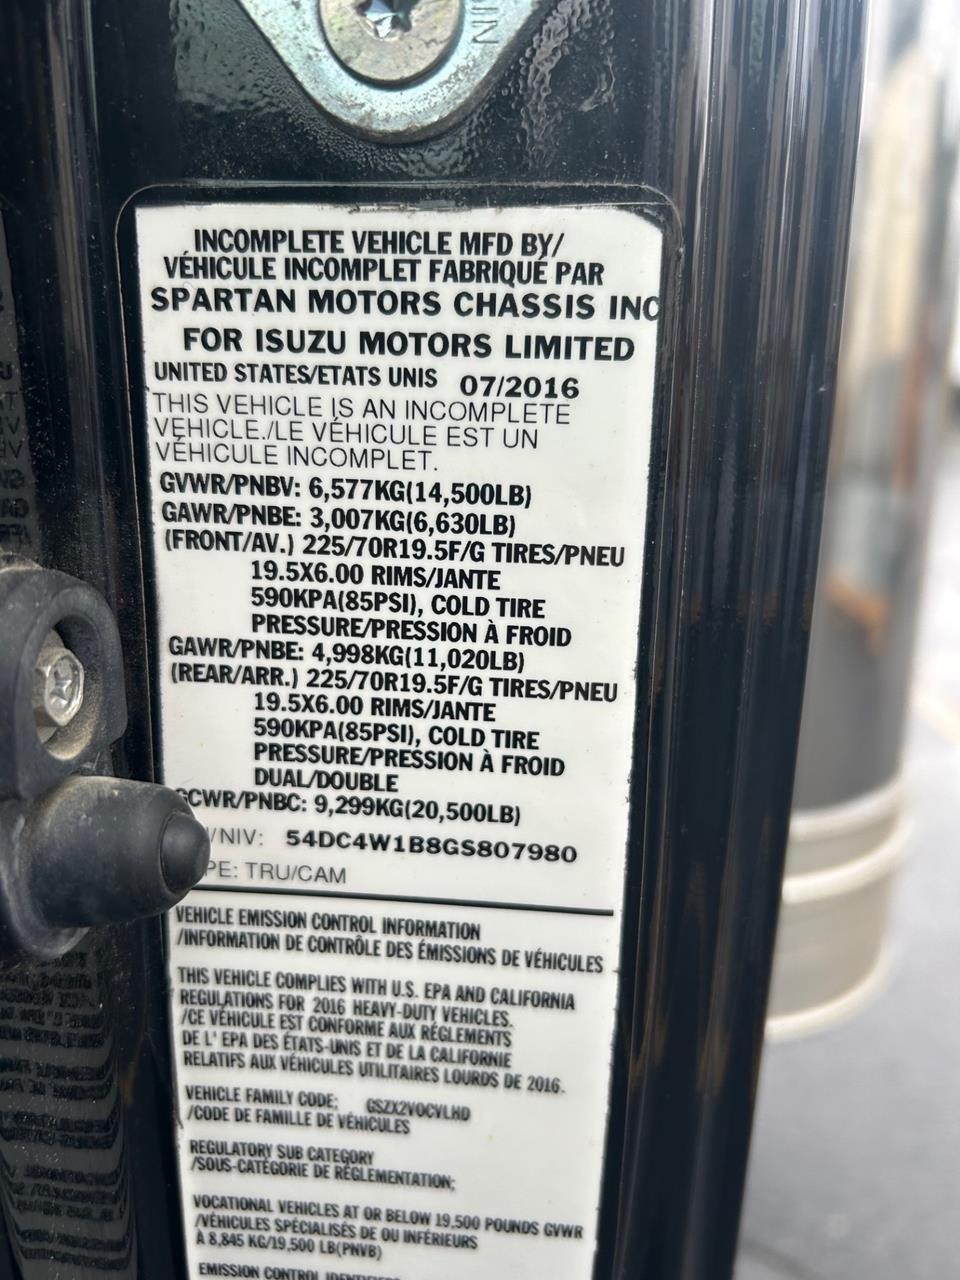 INCOMPLETE VEHICLE MFD BY/
VÉHICULE INCOMPLET FABRIQUÉ PAR
SPARTAN MOTORS CHASSIS INC
FOR ISUZU MOTORS LIMITED
UNITED STATES/ETATS UNIS 07/2016
THIS VEHICLE IS AN INCOMPLETE
VEHICLE./LE VÉHICULE EST UN
VÉHICULE INCOMPLET.
GVWR/PNBV: 6,577KG(14,500LB)
GAWR/PNBE: 3,007KG(6,630LB)
(FRONT/AV.) 225/70R19.5F/G TIRES/PNEU
19.5X6.00 RIMS/JANTE
590KPA(85PSI), COLD TIRE
PRESSURE/PRESSION À FROID
GAWR/PNBE: 4,998KG(11,020LB)
(REAR/ARR.) 225/70R19.5F/G TIRES/PNEU
19.5X6.00 RIMS/JANTE
590KPA(85PSI), COLD TIRE
PRESSURE/PRESSION À FROID
DUAL/DOUBLE
GCWR/PNBC: 9,299KG(20,500LB)
/NIV: 54DC4W1B8GS807980
PE: TRU/CAM
VEHICLE EMISSION CONTROL INFORMATION
/INFORMATION DE CONTRÔLE DES ÉMISSIONS DE VÉHICULES
THIS VEHICLE COMPLIES WITH U.S. EPA AND CALIFORNIA
REGULATIONS FOR 2016 HEAVY-DUTY VEHICLES.
/CE VÉHICULE EST CONFORME AUX RÉGLEMENTS
DE L' EPA DES ÉTATS-UNIS ET DE LA CALIFORNIE
RELATIFS AUX VÉHICULES UTILITAIRES LOURDS DE 2016.
VEHICLE FAMILY CODE; GSZX2VOCVLHD
/CODE DE FAMILLE DE VÉHICULES
REGULATORY SUB CATEGORY
/SOUS-CATÉGORIE DE RÉGLEMENTATION;
VOCATIONAL VEHICLES AT OR BELOW 19,500 POUNDS GVWR
/VÉHICULES SPÉCIALISÉS DE OU INFÉRIEURS
À 8,845 KG/19,500 LB(PNVB)
EMISSION CONTROL